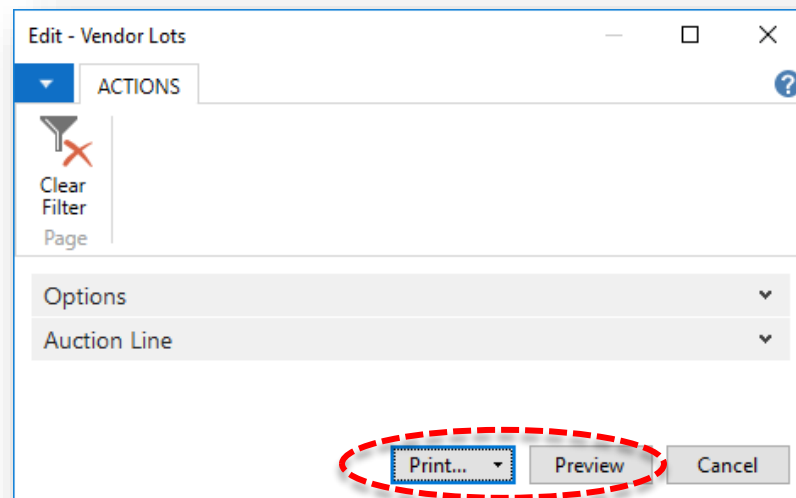 Edit - Vendor Lots
ACTIONS
?
Clear
Filter
Page
Options
Auction Line
Print... Preview Cancel